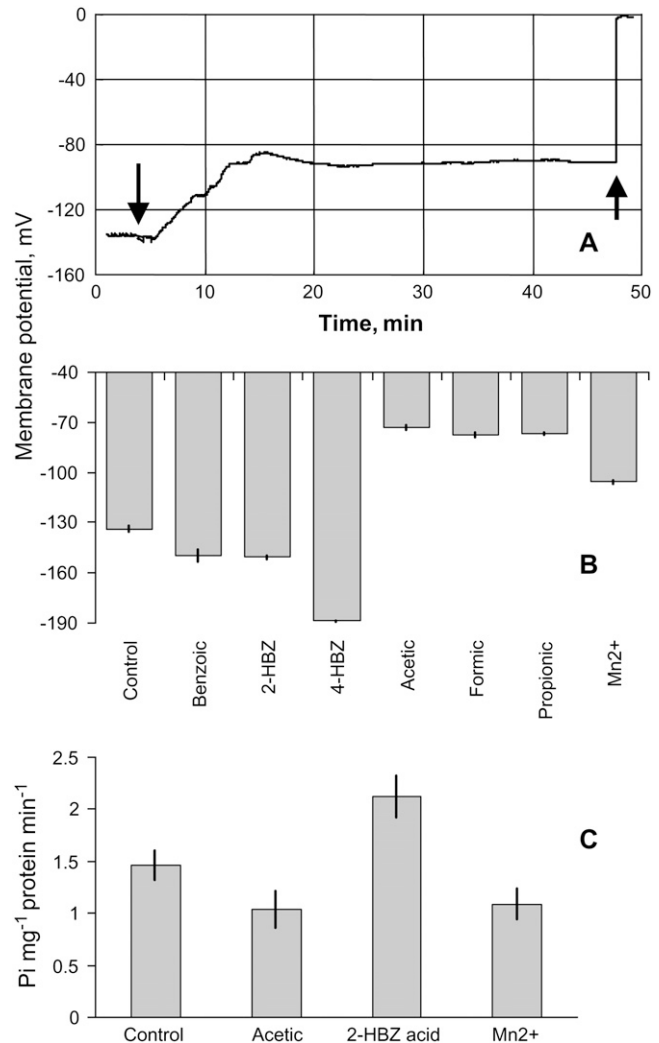 0
-40
-80
-120
-160
0 10 20 30 40 50
A
Time, min
Membrane potential, mV
-40
-70
-100
-130
-160
-190
B
Control Benzoic 2-HBZ 4-HBZ Acetic Formic Propionic Mn2+
2.5
2
1.5
1
0.5
0
C
Pi mg⁻¹ protein min⁻¹
Control Acetic 2-HBZ acid Mn2+